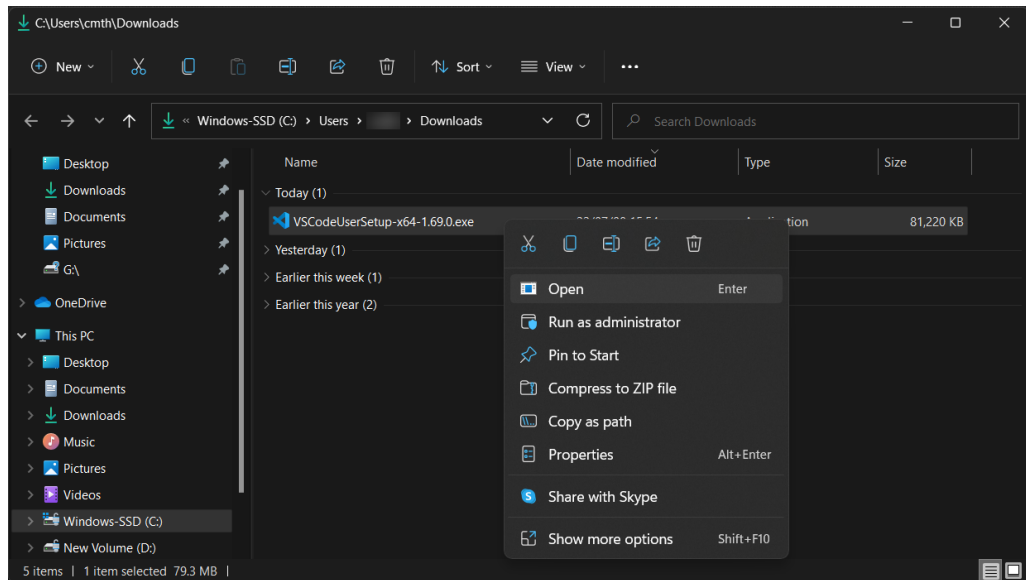 C:\Users\cmth\Downloads
New Sort View
« Windows-SSD (C:) › Users › › Downloads Search Downloads
Name Date modified Type Size
Desktop
Downloads
Documents
Pictures
G:\
OneDrive
This PC
Desktop
Documents
Downloads
Music
Pictures
Videos
Windows-SSD (C:)
New Volume (D:)
Today (1)
VSCodeUserSetup-x64-1.69.0.exe 81,220 KB
Yesterday (1)
Earlier this week (1)
Earlier this year (2)
Open Enter
Run as administrator
Pin to Start
Compress to ZIP file
Copy as path
Properties Alt+Enter
Share with Skype
Show more options Shift+F10
5 items | 1 item selected 79.3 MB |